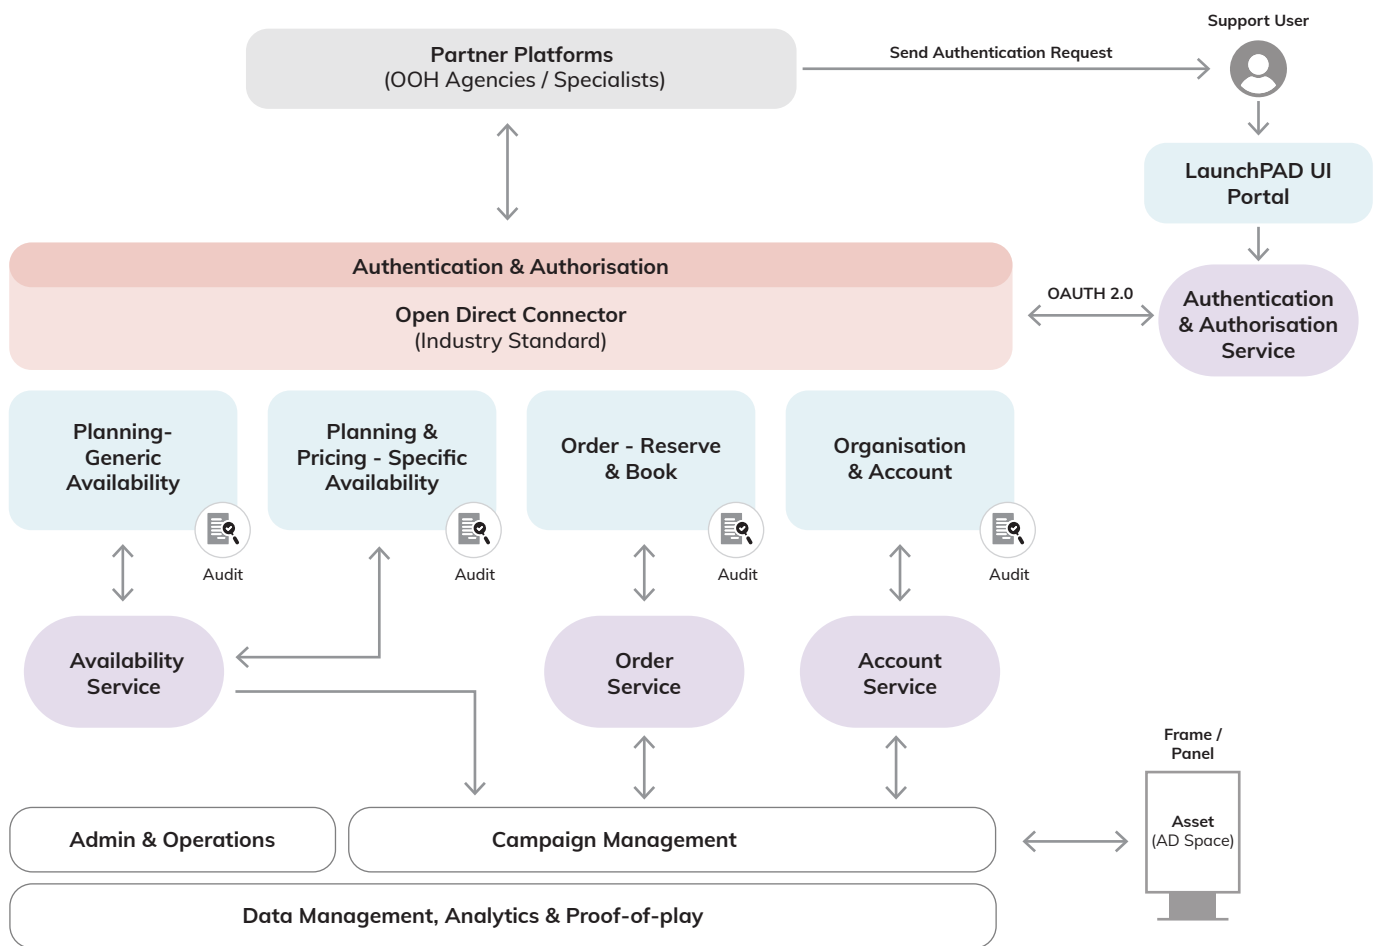 Support User
Partner Platforms
(OOH Agencies / Specialists)
Send Authentication Request
LaunchPAD UI
Portal
Authentication & Authorisation
Open Direct Connector
(Industry Standard)
OAUTH 2.0
Authentication
& Authorisation
Service
Planning-
Generic
Availability
Audit
Planning &
Pricing - Specific
Availability
Audit
Order - Reserve
& Book
Audit
Organisation
& Account
Audit
Availability
Service
Order
Service
Account
Service
Frame /
Panel
Asset
(AD Space)
Admin & Operations
Campaign Management
Data Management, Analytics & Proof-of-play